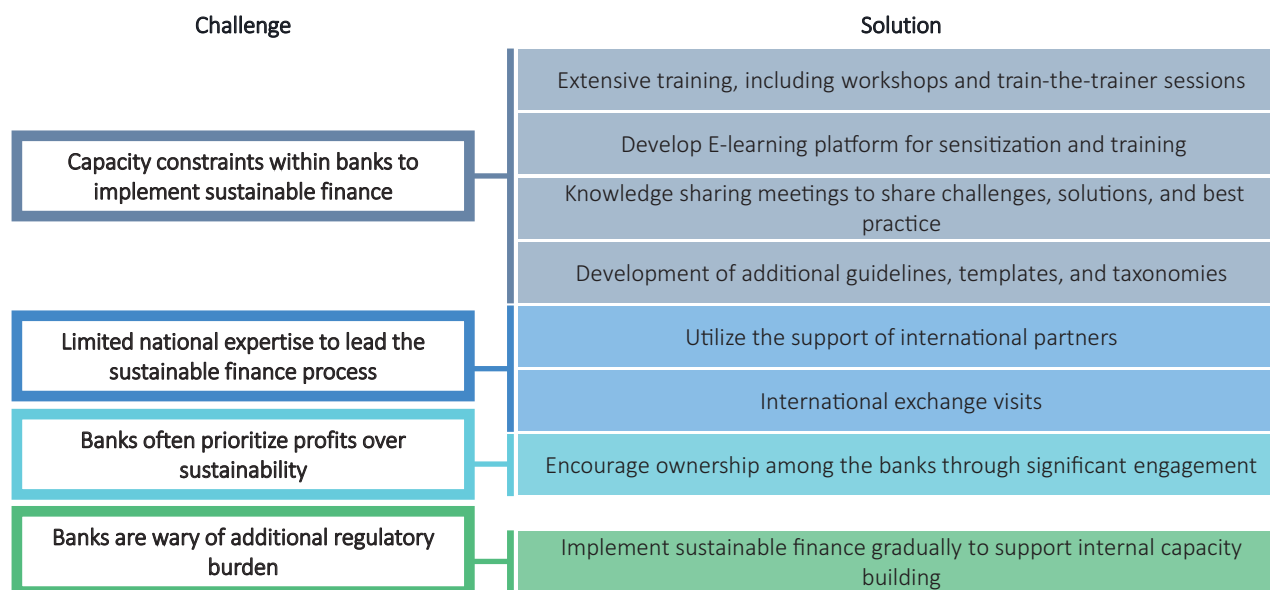 Challenge
Solution
Capacity constraints within banks to
implement sustainable finance
Extensive training, including workshops and train-the-trainer sessions
Develop E-learning platform for sensitization and training
Knowledge sharing meetings to share challenges, solutions, and best
practice
Development of additional guidelines, templates, and taxonomies
Limited national expertise to lead the
sustainable finance process
Utilize the support of international partners
International exchange visits
Banks often prioritize profits over
sustainability
Encourage ownership among the banks through significant engagement
Banks are wary of additional regulatory
burden
Implement sustainable finance gradually to support internal capacity
building